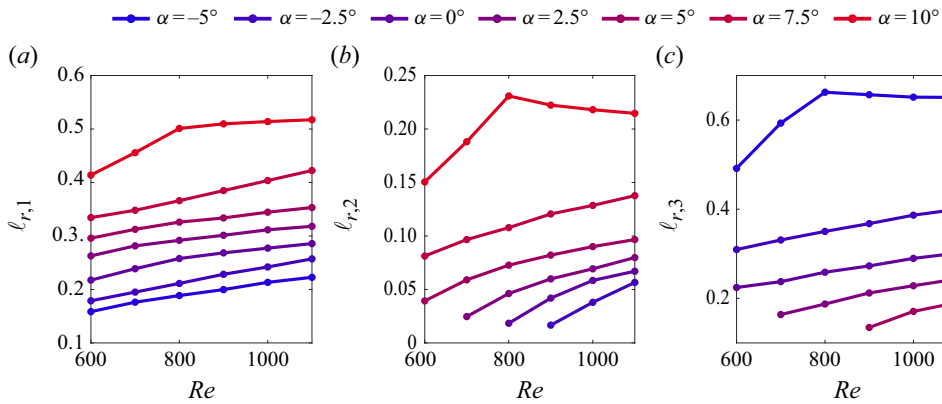 α = –5° α = –2.5° α = 0° α = 2.5° α = 5° α = 7.5° α = 10°
(a) (b) (c)
0.6 0.25
0.5 0.20 0.6
0.4 0.15 0.4
ℓr,1 ℓr,2 ℓr,3
0.3 0.10
0.2 0.05 0.2
0.1 0
600 800 1000 600 800 1000 600 800 1000
Re Re Re